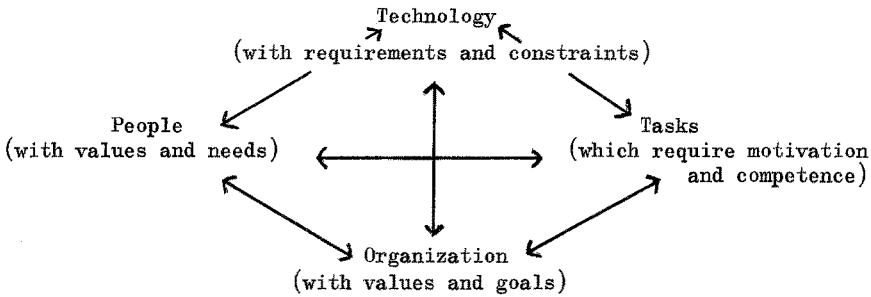 Technology
(with requirements and constraints)
People
(with values and needs)
Tasks
(which require motivation
and competence)
Organization
(with values and goals)